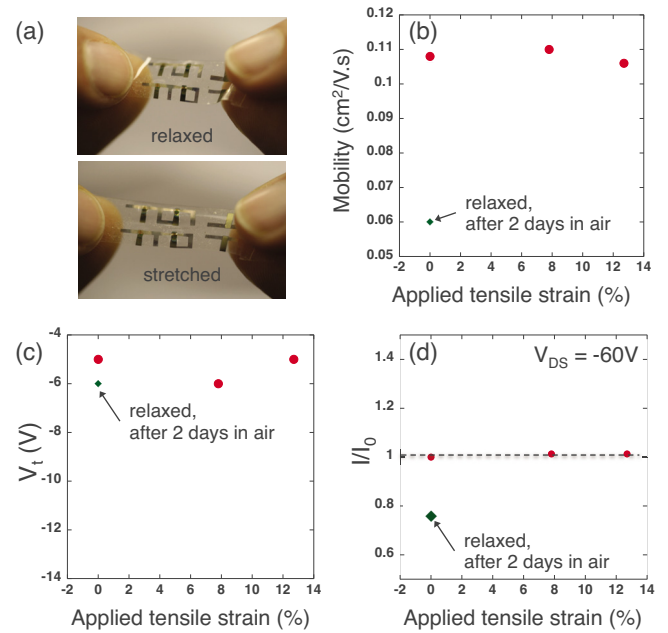 (a)
relaxed
stretched
(b)
Mobility (cm²/V.s)
0.12
0.11
0.10
0.09
0.08
0.07
0.06
0.05
relaxed,
after 2 days in air
-2 0 2 4 6 8 10 12 14
Applied tensile strain (%)
(c)
V_t (V)
-4
-6
-8
-10
-12
-14
relaxed,
after 2 days in air
-2 0 2 4 6 8 10 12 14
Applied tensile strain (%)
(d)
V_DS = -60V
I/I_0
1.4
1.2
1
0.8
0.6
relaxed,
after 2 days in air
-2 0 2 4 6 8 10 12 14
Applied tensile strain (%)